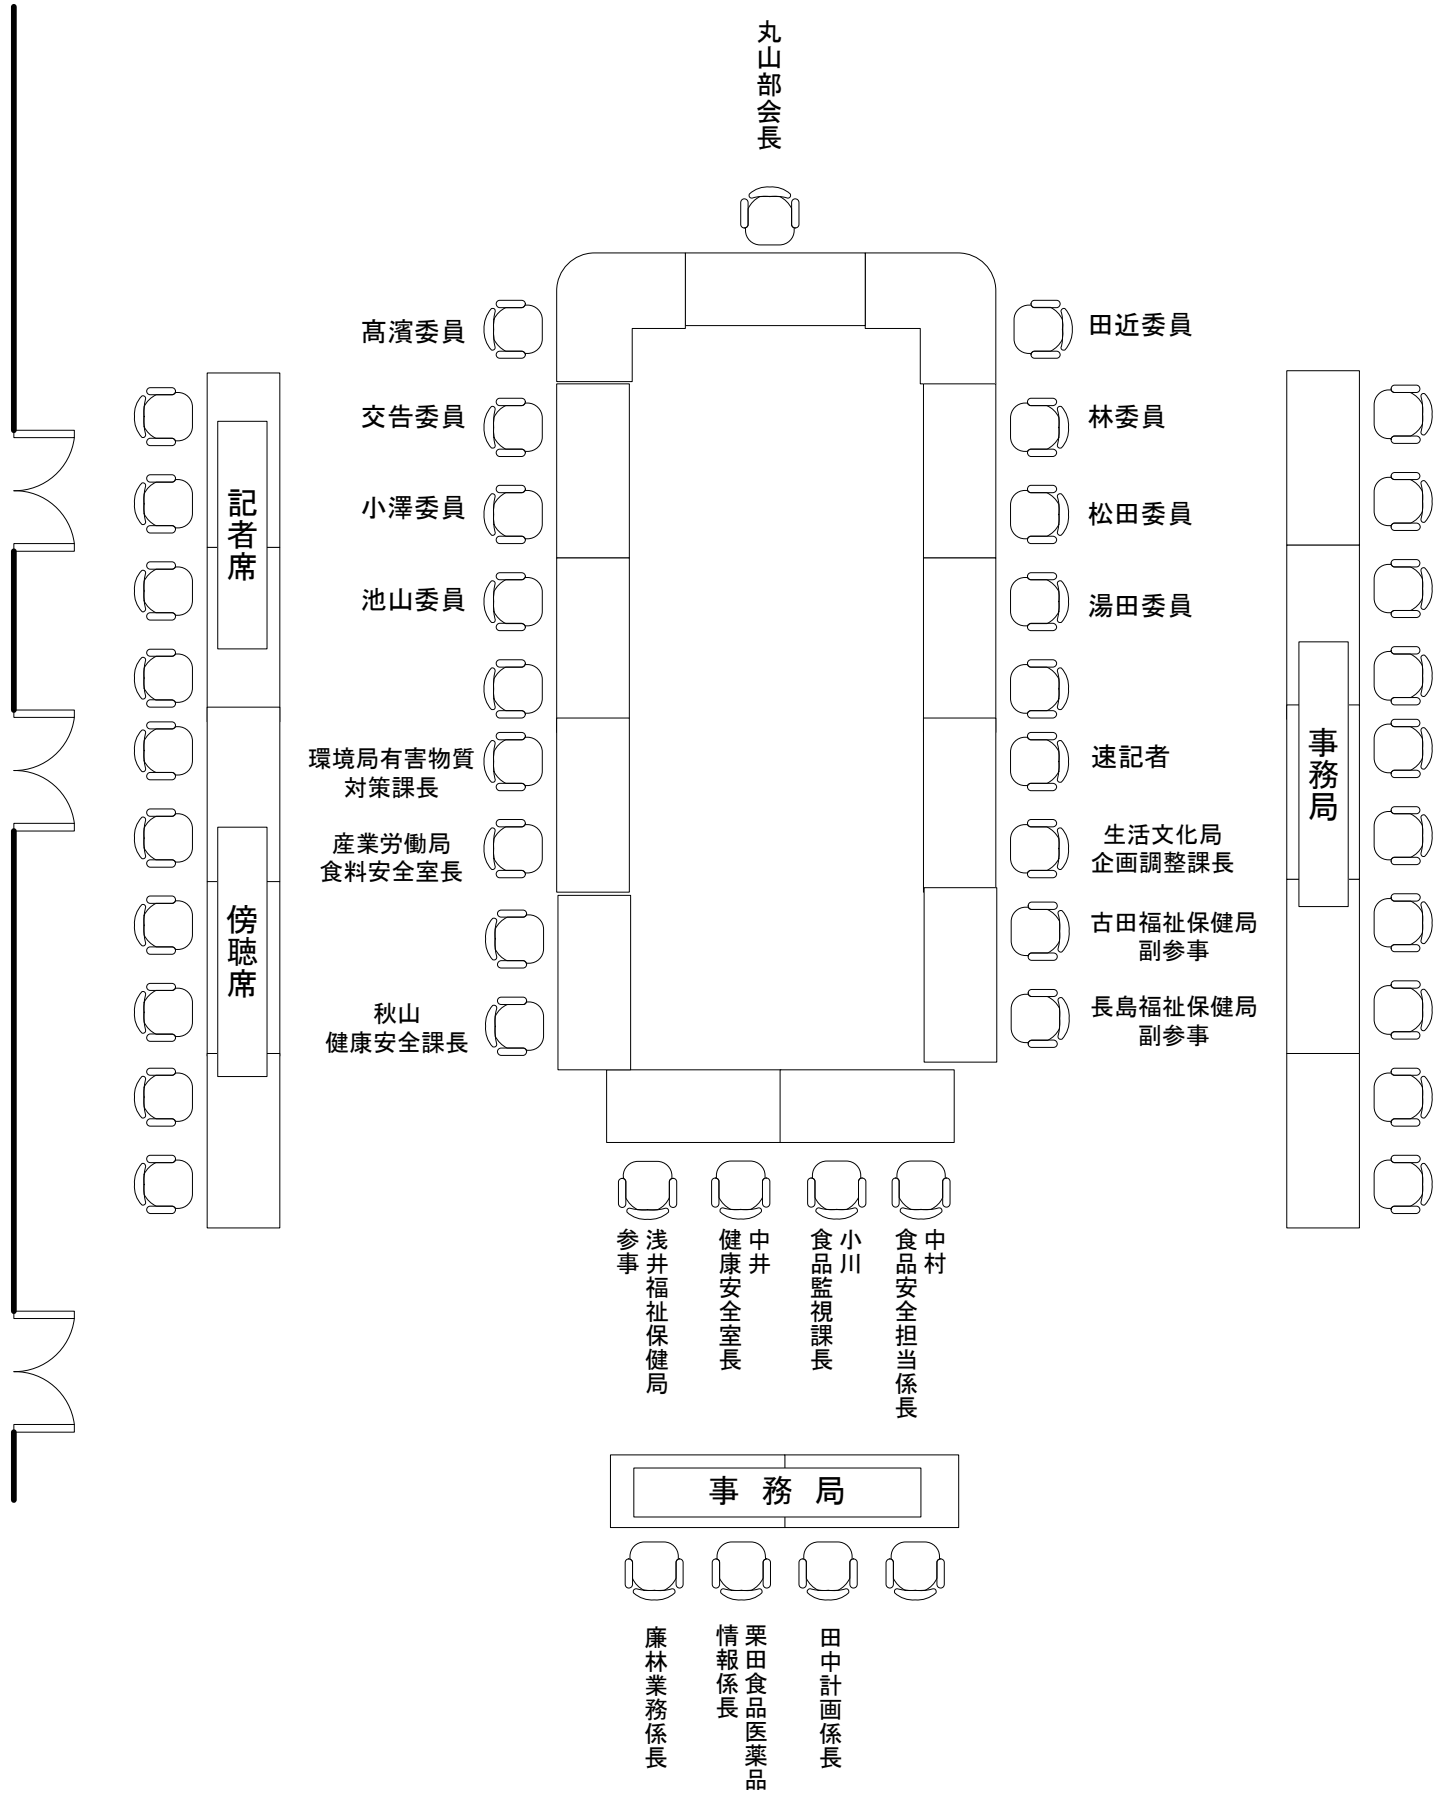 丸山部会長
髙濱委員
田近委員
交告委員
林委員
小澤委員
松田委員
池山委員
湯田委員
記者席
環境局有害物質
対策課長
速記者
事務局
産業労働局
食料安全室長
生活文化局
企画調整課長
傍聴席
古田福祉保健局
副参事
秋山
健康安全課長
長島福祉保健局
副参事
浅井福祉保健局
参事
中井
健康安全室長
小川
食品監視課長
中村
食品安全担当係長
事務局
廉林業務係長
栗田食品医薬品
情報係長
田中計画係長